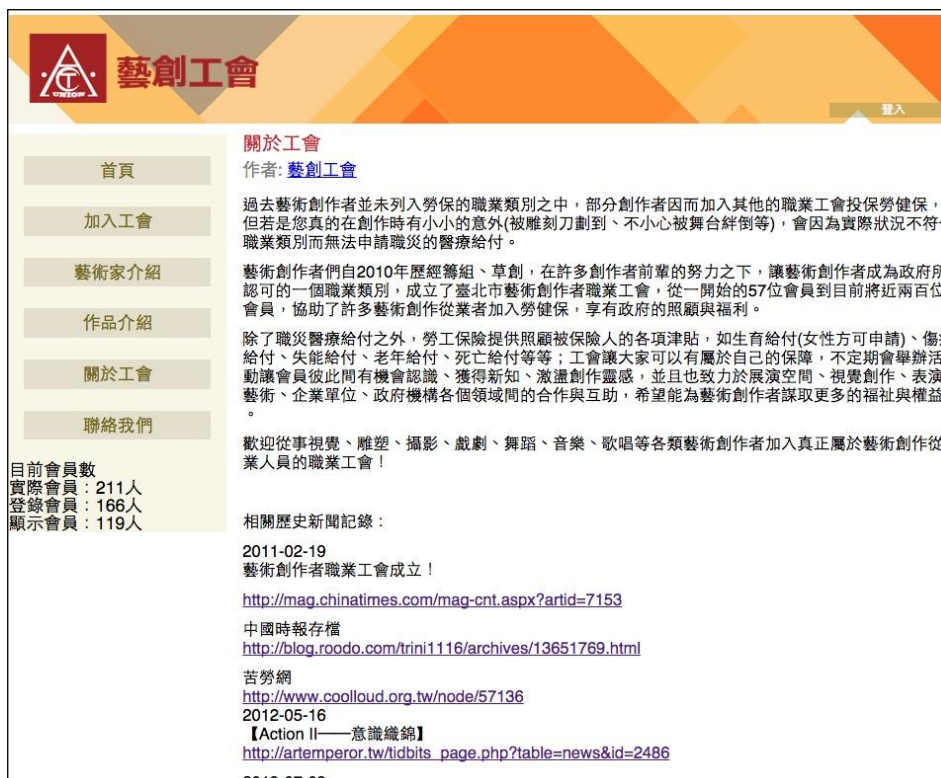 藝創工會
UNION
登入
首頁
加入工會
藝術家介紹
作品介紹
關於工會
聯絡我們
目前會員數
實際會員：211人
登錄會員：166人
顯示會員：119人
關於工會
作者: 藝創工會
過去藝術創作者並未列入勞保的職業類別之中，部分創作者因而加入其他的職業工會投保勞健保，
但若是您真的在創作時有小小的意外(被雕刻刀劃到、不小心被舞台絆倒等)，會因為實際狀況不符
職業類別而無法申請職災的醫療給付。
藝術創作者們自2010年歷經籌組、草創，在許多創作者前輩的努力之下，讓藝術創作者成為政府所
認可的一個職業類別，成立了臺北市藝術創作者職業工會，從一開始的57位會員到目前將近兩百位
會員，協助了許多藝術創作從業者加入勞健保，享有政府的照顧與福利。
除了職災醫療給付之外，勞工保險提供照顧被保險人的各項津貼，如生育給付(女性方可申請)、傷
給付、失能給付、老年給付、死亡給付等等；工會讓大家可以有屬於自己的保障，不定期會舉辦活
動讓會員彼此間有機會認識、獲得新知、激盪創作靈感，並且也致力於展演空間、視覺創作、表演
藝術、企業單位、政府機構各個領域間的合作與互助，希望能為藝術創作者謀取更多的福祉與權益
。
歡迎從事視覺、雕塑、攝影、戲劇、舞蹈、音樂、歌唱等各類藝術創作者加入真正屬於藝術創作從
業人員的職業工會！
相關歷史新聞記錄：
2011-02-19
藝術創作者職業工會成立！
http://mag.chinatimes.com/mag-cnt.aspx?artid=7153
中國時報存檔
http://blog.roodo.com/trini1116/archives/13651769.html
苦勞網
http://www.coolloud.org.tw/node/57136
2012-05-16
【Action II——意識織錦】
http://artemperor.tw/tidbits_page.php?table=news&id=2486